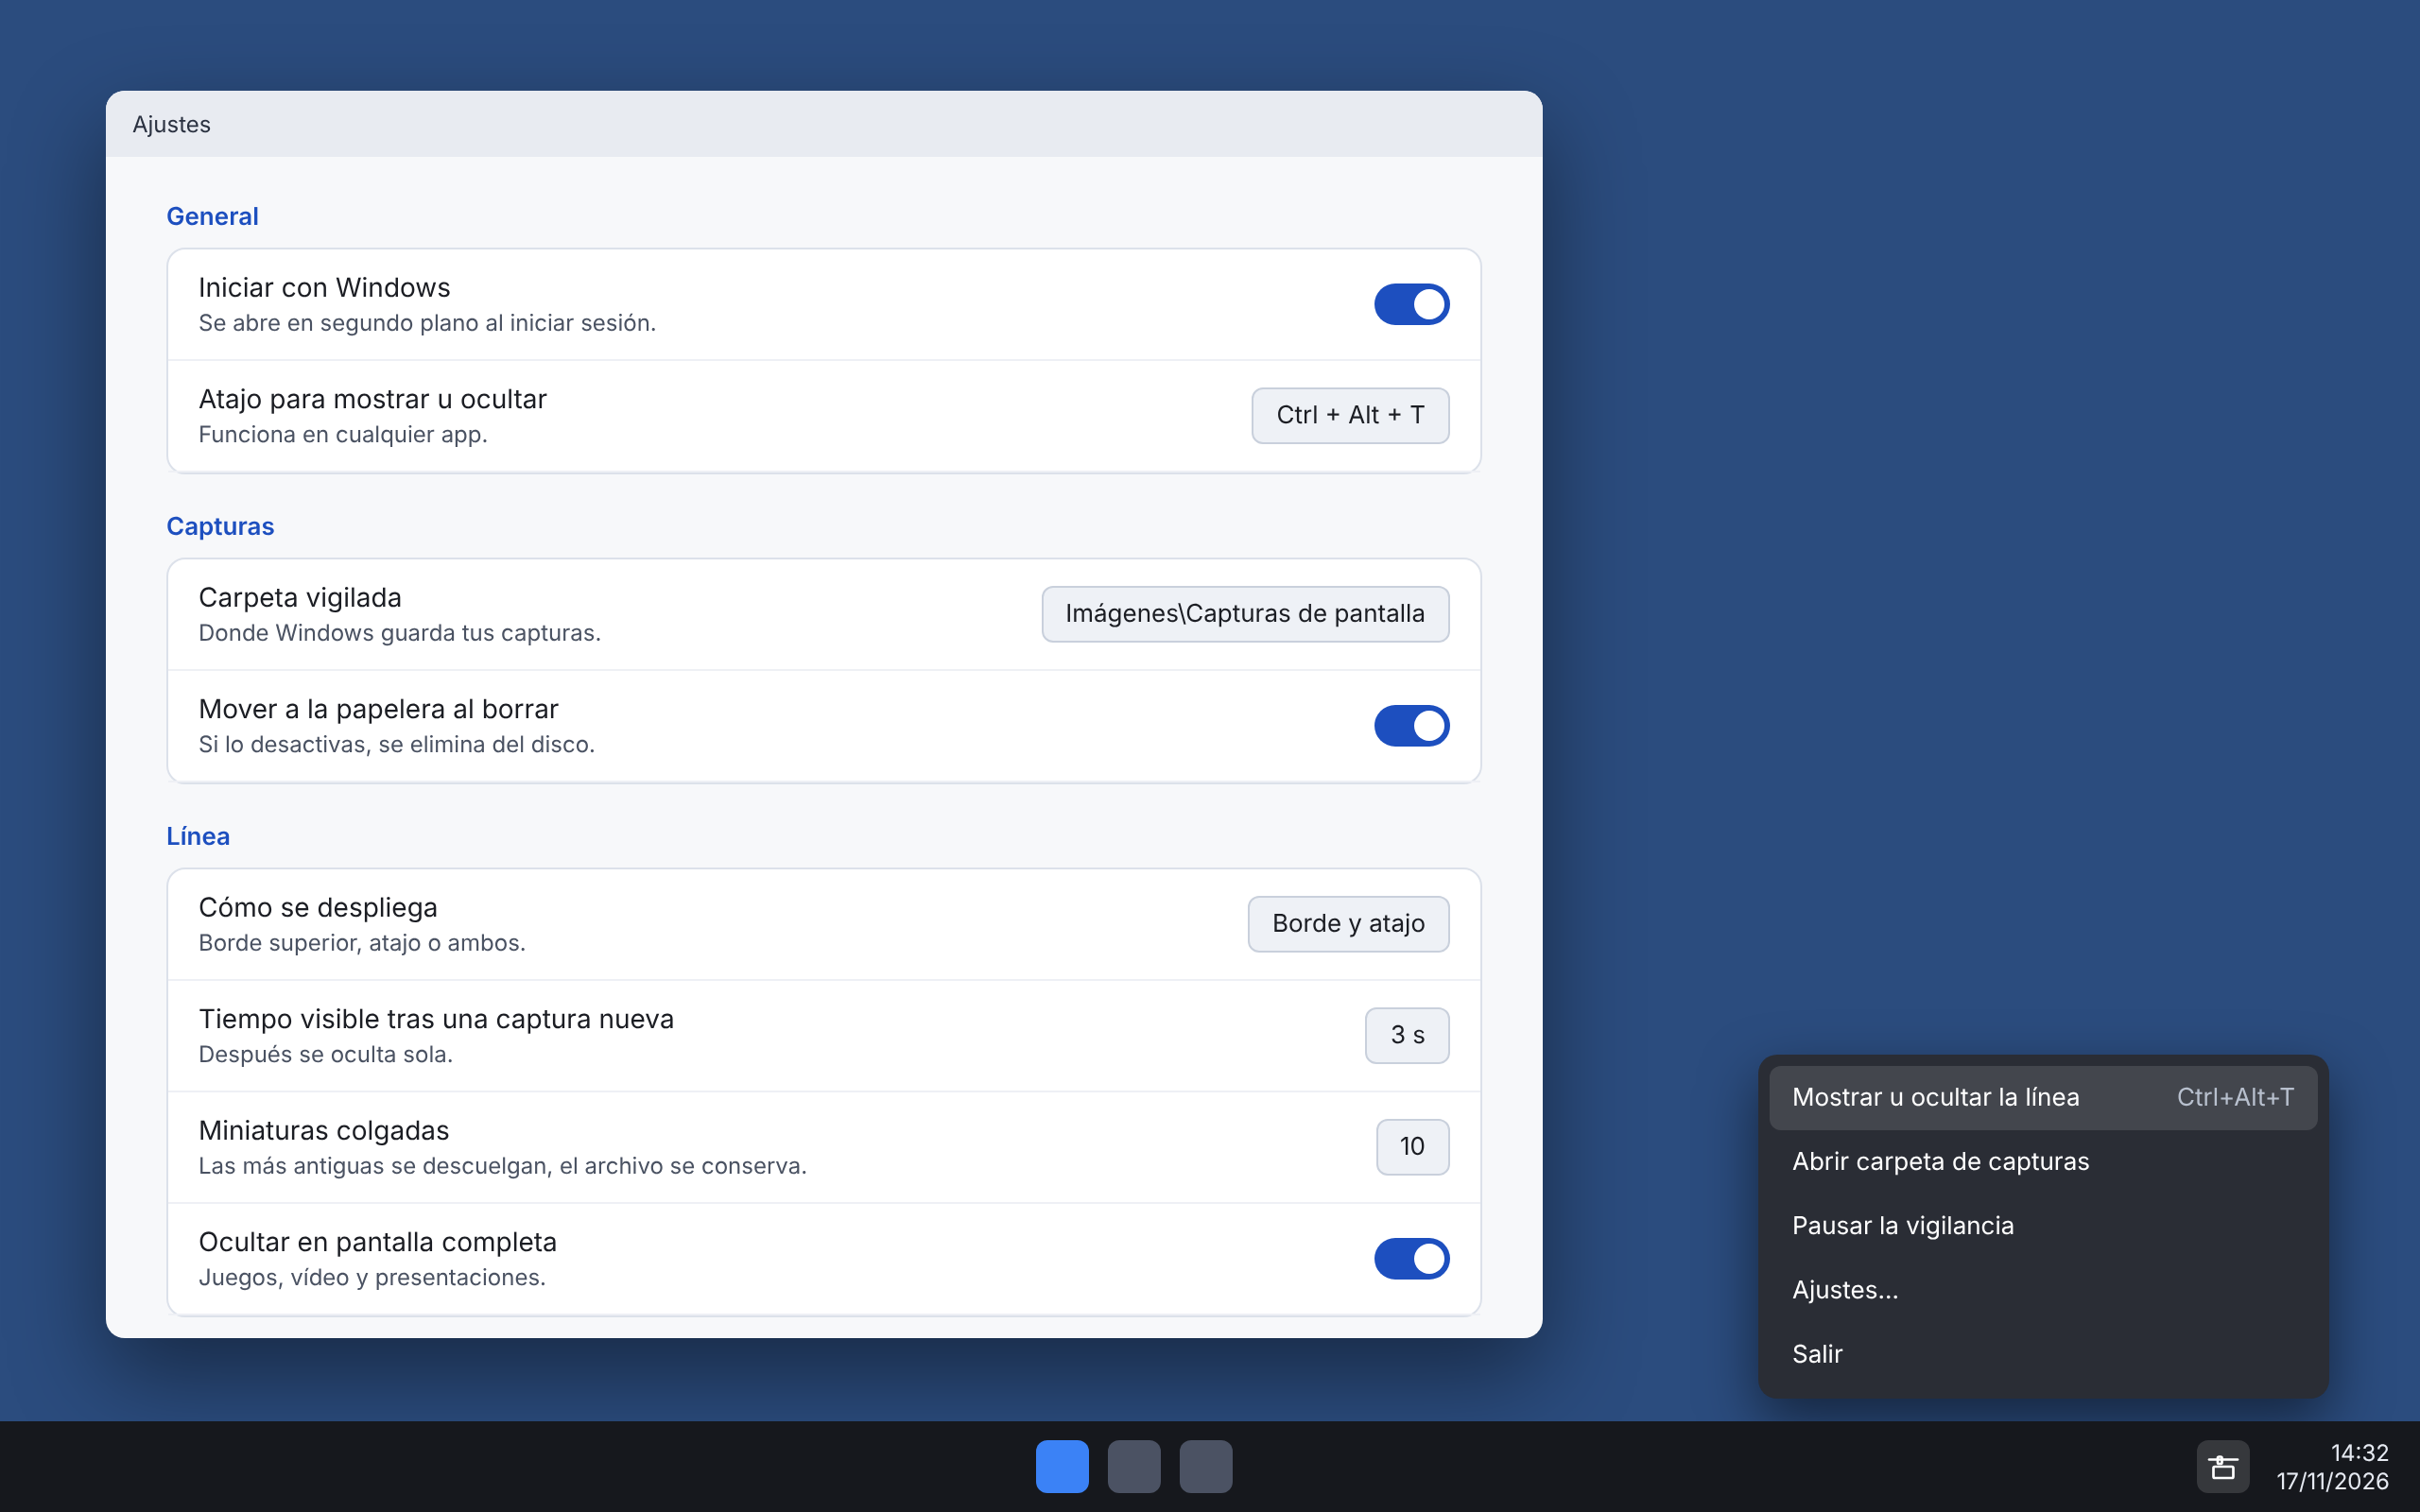 Ajustes
General
Iniciar con Windows
Se abre en segundo plano al iniciar sesión.
Atajo para mostrar u ocultar
Funciona en cualquier app.
Ctrl + Alt + T
Capturas
Carpeta vigilada
Donde Windows guarda tus capturas.
Imágenes\Capturas de pantalla
Mover a la papelera al borrar
Si lo desactivas, se elimina del disco.
Línea
Cómo se despliega
Borde superior, atajo o ambos.
Borde y atajo
Tiempo visible tras una captura nueva
Después se oculta sola.
3 s
Miniaturas colgadas
Las más antiguas se descuelgan, el archivo se conserva.
10
Ocultar en pantalla completa
Juegos, vídeo y presentaciones.
Mostrar u ocultar la línea Ctrl+Alt+T
Abrir carpeta de capturas
Pausar la vigilancia
Ajustes...
Salir
14:32
17/11/2026